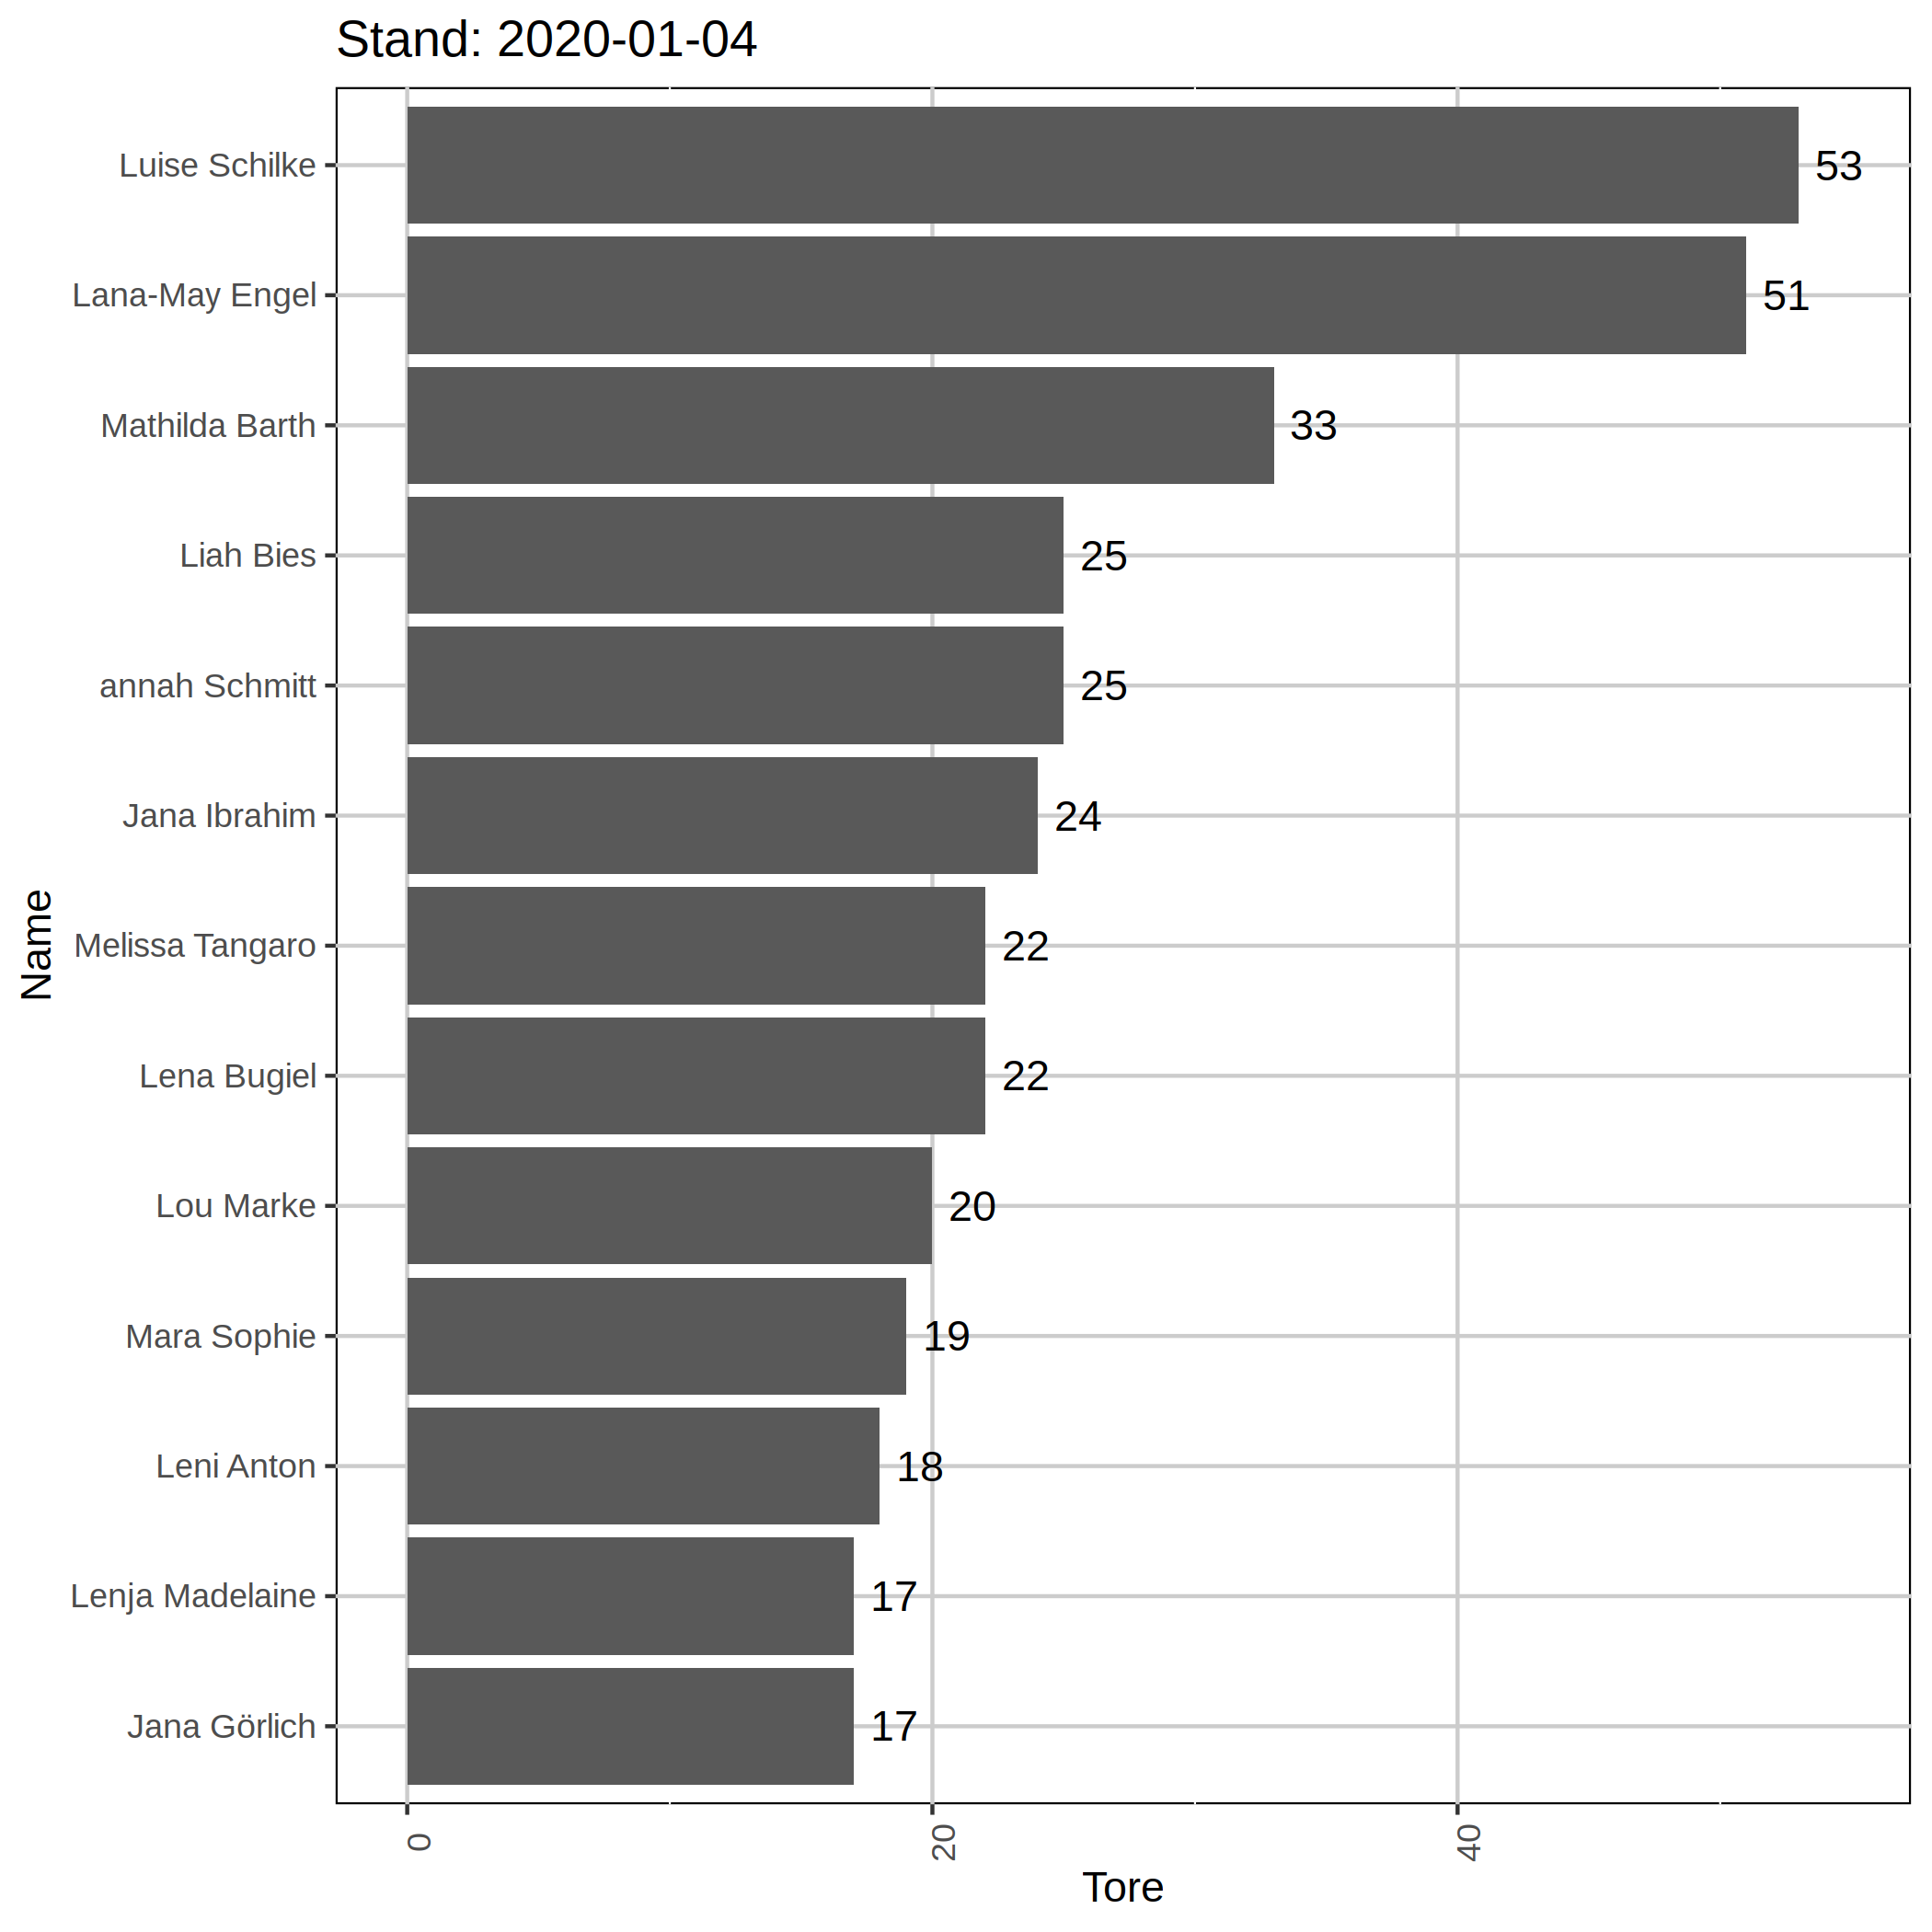 Stand: 2020-01-04
Luise Schilke 53
Lana-May Engel 51
Mathilda Barth 33
Liah Bies 25
annah Schmitt 25
Jana Ibrahim 24
Melissa Tangaro 22
Lena Bugiel 22
Lou Marke 20
Mara Sophie 19
Leni Anton 18
Lenja Madelaine 17
Jana Görlich 17
Name
0 20 40
Tore